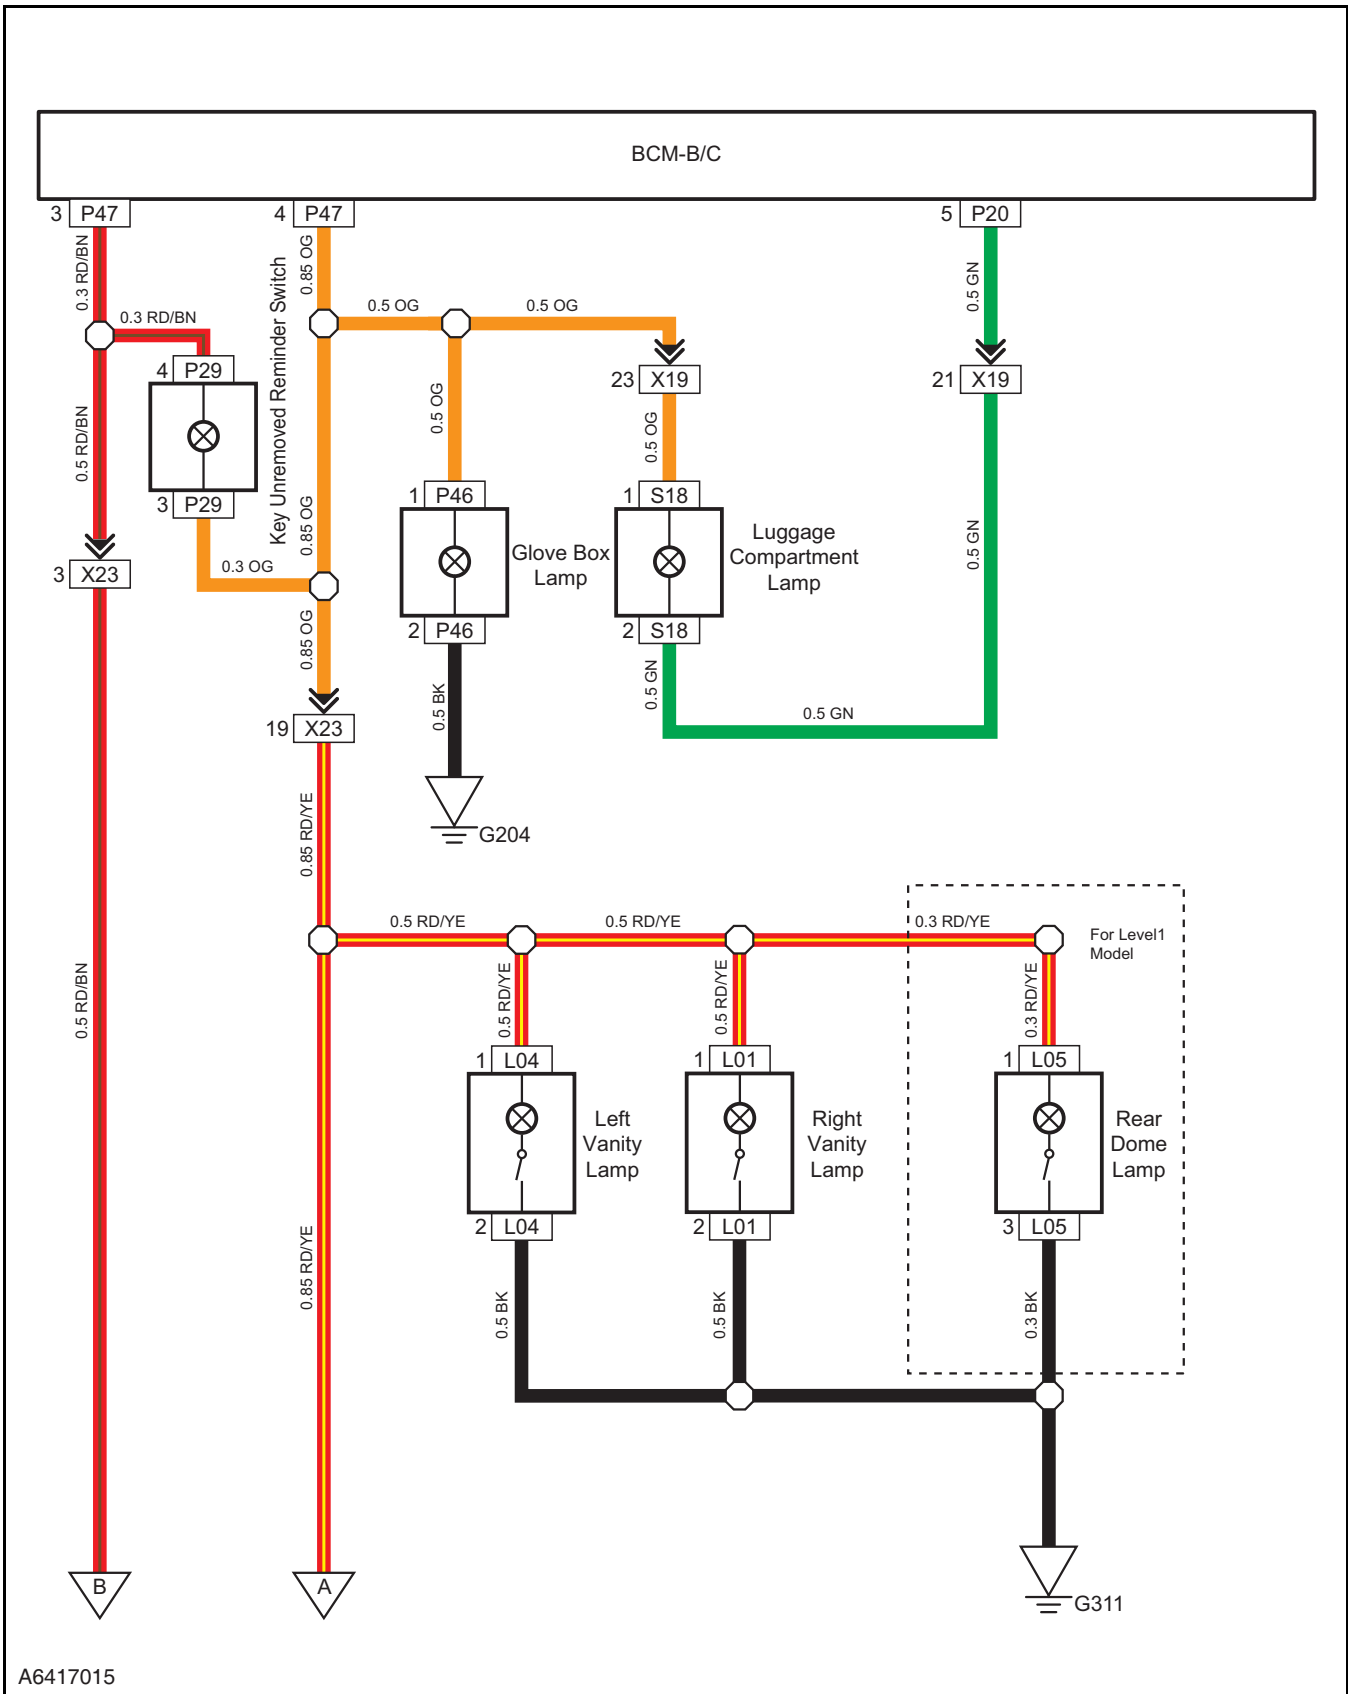 BCM-B/C
3 P47
4 P47
5 P20
0.3 RD/BN
0.85 OG
0.5 GN
0.3 RD/BN
0.5 OG
0.5 OG
Key Unremoved Reminder Switch
4 P29
23 X19
21 X19
0.5 RD/BN
0.5 OG
0.5 OG
3 P29
1 P46
1 S18
0.85 OG
0.5 GN
Glove Box
Lamp
Luggage
Compartment
Lamp
3 X23
0.3 OG
2 P46
2 S18
0.85 OG
0.5 BK
0.5 GN
0.5 GN
19 X23
G204
0.85 RD/YE
0.5 RD/YE
0.5 RD/YE
0.3 RD/YE
For Level1
Model
0.5 RD/BN
0.5 RD/YE
0.5 RD/YE
0.3 RD/YE
1 L04
1 L01
1 L05
Left
Vanity
Lamp
Right
Vanity
Lamp
Rear
Dome
Lamp
2 L04
2 L01
3 L05
0.85 RD/YE
0.5 BK
0.5 BK
0.3 BK
B
A
G311
A6417015